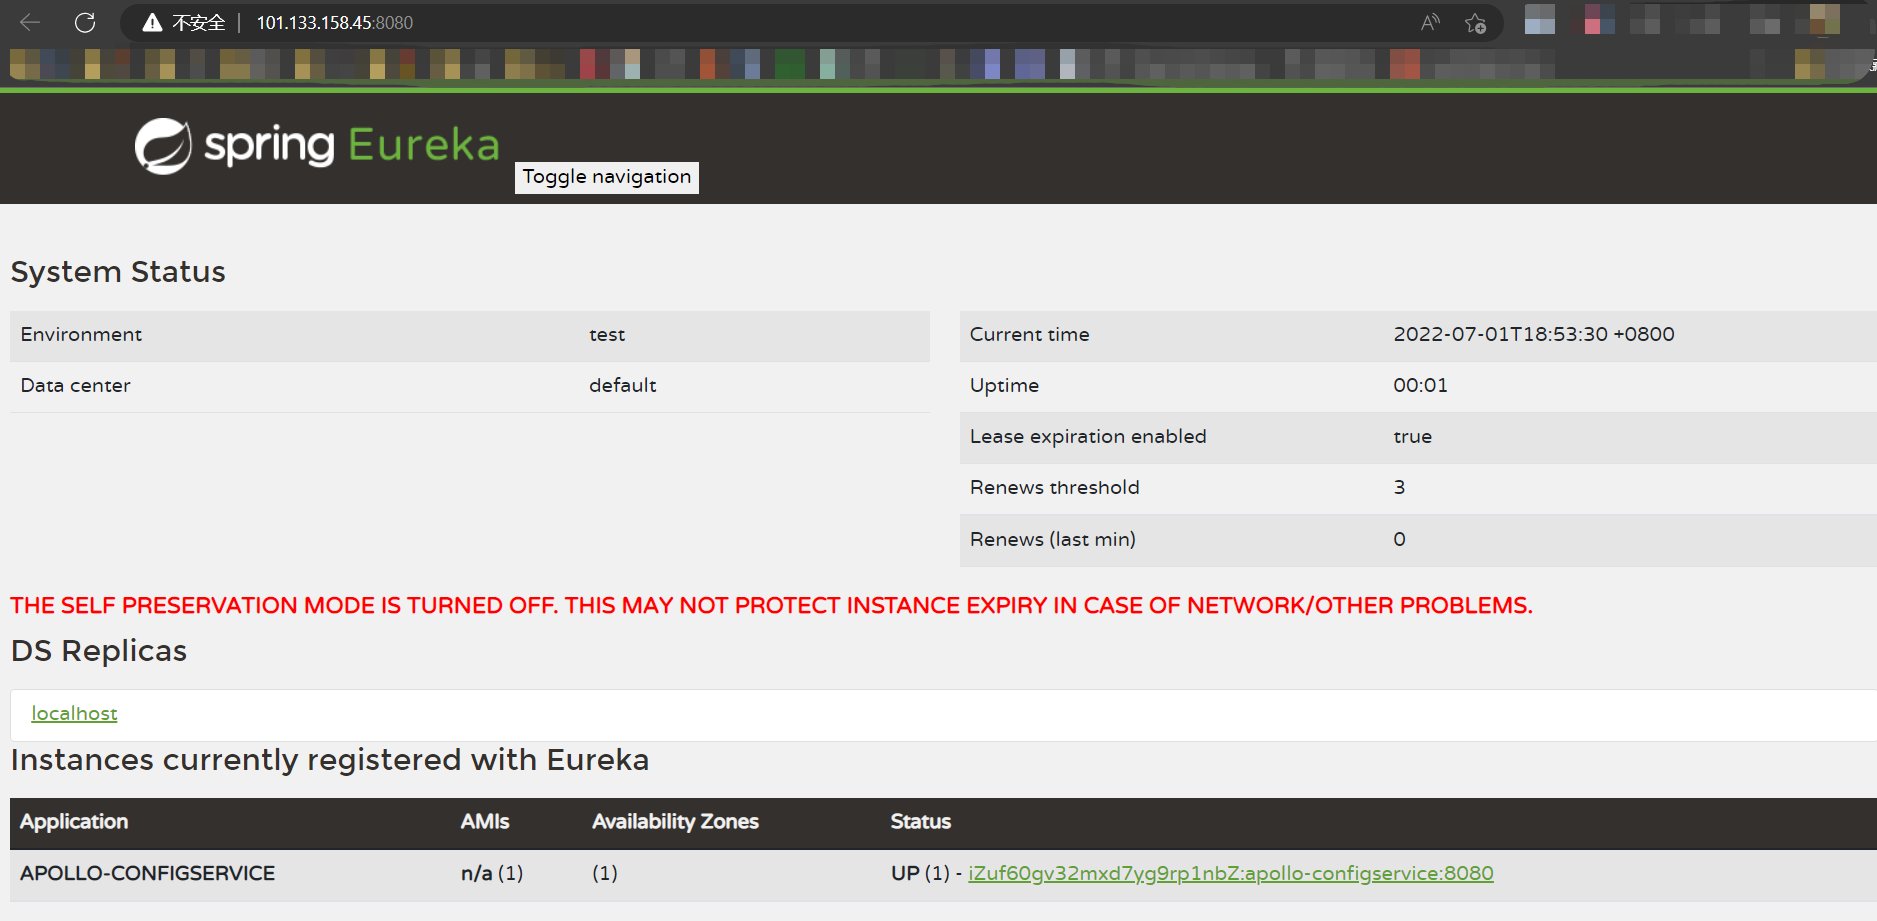 不安全 101.133.158.45:8080
spring Eureka
Toggle navigation
System Status
Environment test
Data center default
Current time 2022-07-01T18:53:30 +0800
Uptime 00:01
Lease expiration enabled true
Renews threshold 3
Renews (last min) 0
THE SELF PRESERVATION MODE IS TURNED OFF. THIS MAY NOT PROTECT INSTANCE EXPIRY IN CASE OF NETWORK/OTHER PROBLEMS.
DS Replicas
localhost
Instances currently registered with Eureka
Application AMIs Availability Zones Status
APOLLO-CONFIGSERVICE n/a (1) (1) UP (1) - iZuf60gv32mxd7yg9rp1nbZ:apollo-configservice:8080